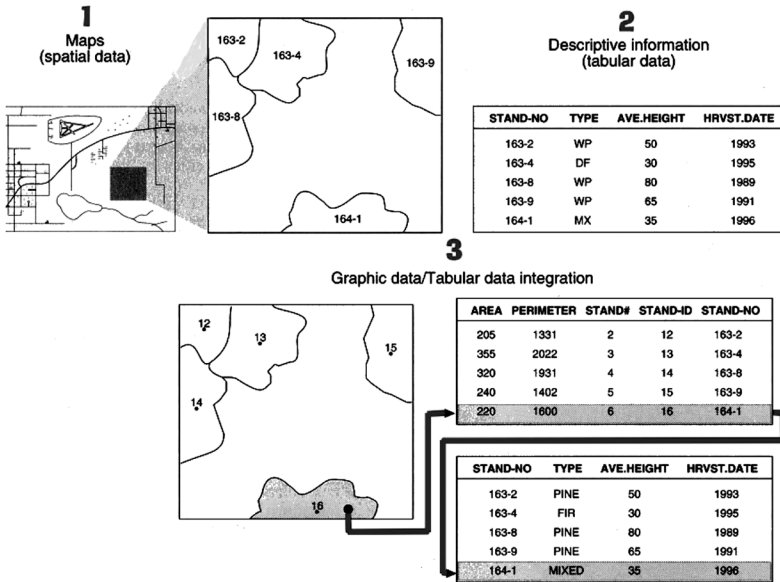 1
Maps
(spatial data)
163-2
163-4
163-9
163-8
164-1
2
Descriptive information
(tabular data)
STAND-NO TYPE AVE.HEIGHT HRVST.DATE
163-2 WP 50 1993
163-4 DF 30 1995
163-8 WP 80 1989
163-9 WP 65 1991
164-1 MX 35 1996
3
Graphic data/Tabular data integration
12
13
15
14
16
AREA PERIMETER STAND# STAND-ID STAND-NO
205 1331 2 12 163-2
355 2022 3 13 163-4
320 1931 4 14 163-8
240 1402 5 15 163-9
220 1600 6 16 164-1
STAND-NO TYPE AVE.HEIGHT HRVST.DATE
163-2 PINE 50 1993
163-4 FIR 30 1995
163-8 PINE 80 1989
163-9 PINE 65 1991
164-1 MIXED 35 1996